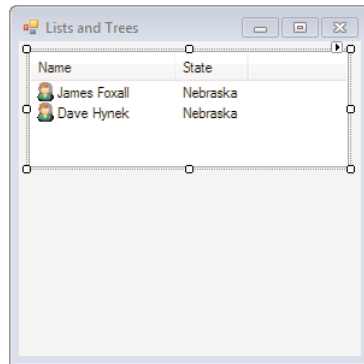 Lists and Trees
Name State
James Foxall Nebraska
Dave Hynek Nebraska